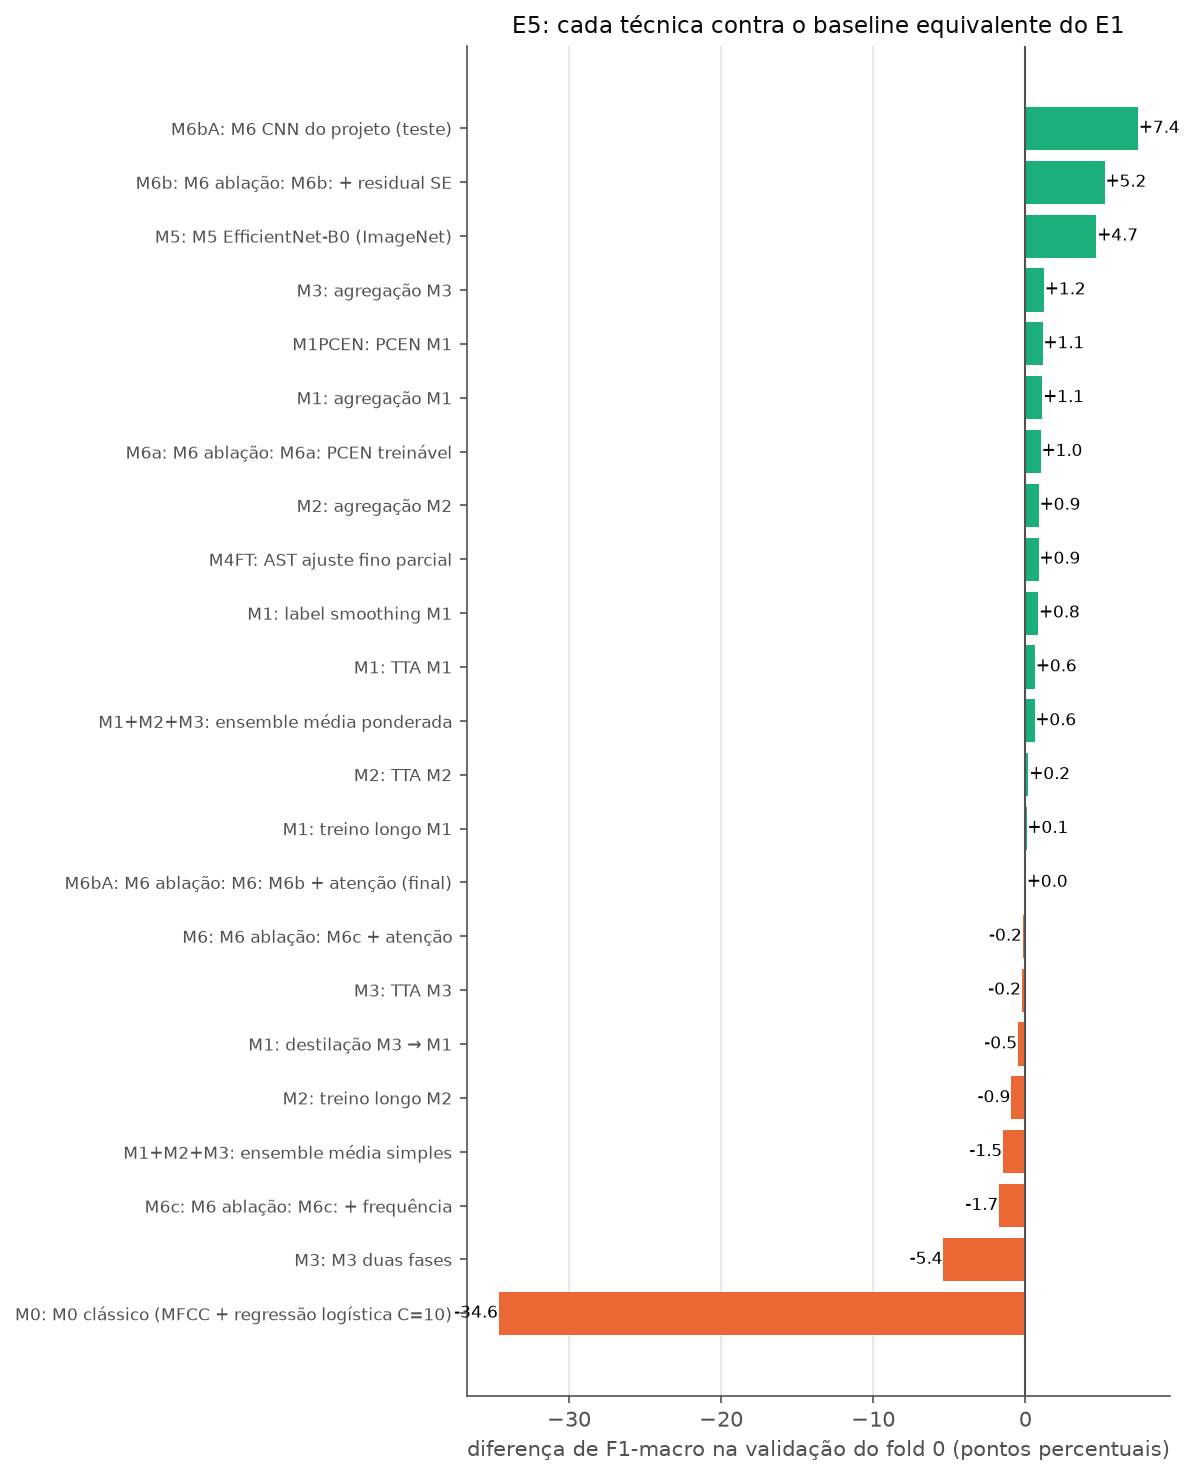 E5: cada técnica contra o baseline equivalente do E1
M6bA: M6 CNN do projeto (teste) +7.4
M6b: M6 ablação: M6b: + residual SE +5.2
M5: M5 EfficientNet-B0 (ImageNet) +4.7
M3: agregação M3 +1.2
M1PCEN: PCEN M1 +1.1
M1: agregação M1 +1.1
M6a: M6 ablação: M6a: PCEN treinável +1.0
M2: agregação M2 +0.9
M4FT: AST ajuste fino parcial +0.9
M1: label smoothing M1 +0.8
M1: TTA M1 +0.6
M1+M2+M3: ensemble média ponderada +0.6
M2: TTA M2 +0.2
M1: treino longo M1 +0.1
M6bA: M6 ablação: M6: M6b + atenção (final) +0.0
M6: M6 ablação: M6c + atenção -0.2
M3: TTA M3 -0.2
M1: destilação M3 → M1 -0.5
M2: treino longo M2 -0.9
M1+M2+M3: ensemble média simples -1.5
M6c: M6 ablação: M6c: + frequência -1.7
M3: M3 duas fases -5.4
M0: M0 clássico (MFCC + regressão logística C=10) -34.6
−30 −20 −10 0
diferença de F1-macro na validação do fold 0 (pontos percentuais)